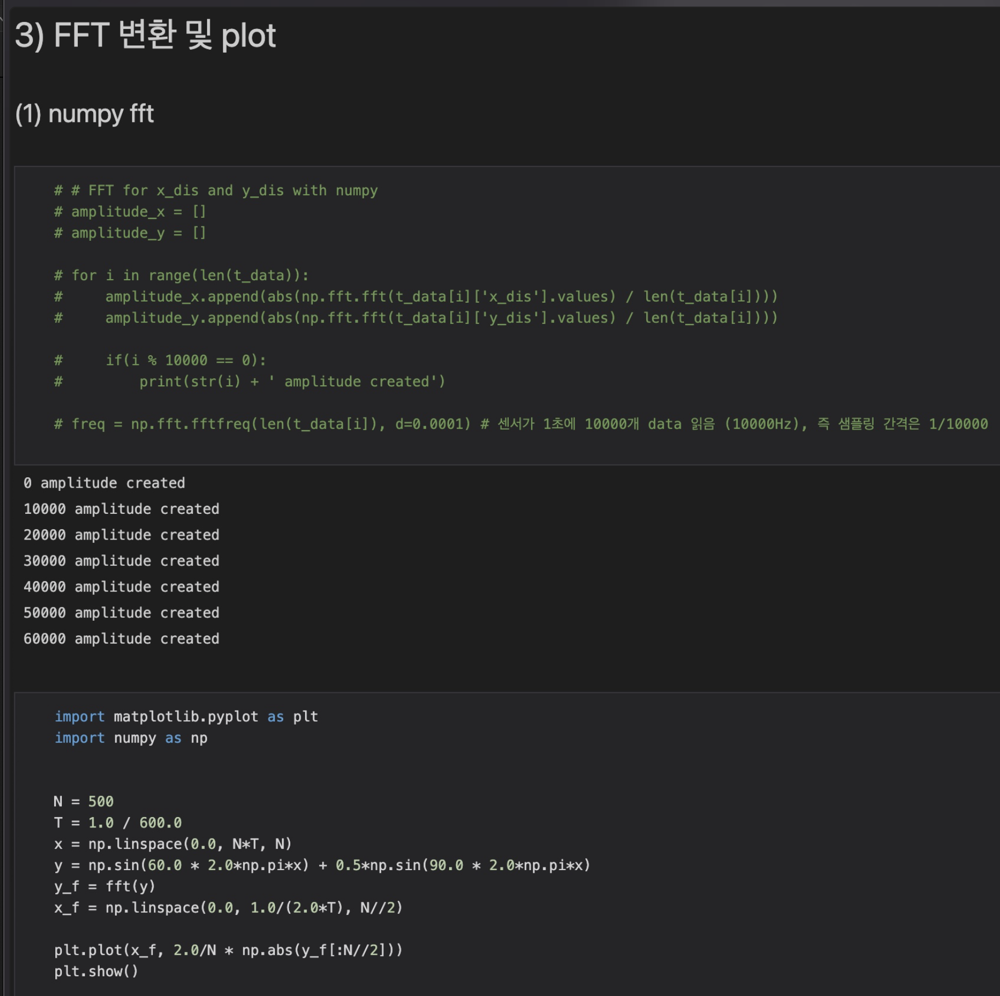 3) FFT 변환 및 plot
(1) numpy fft
# # FFT for x_dis and y_dis with numpy
# amplitude_x = []
# amplitude_y = []
# for i in range(len(t_data)):
#     amplitude_x.append(abs(np.fft.fft(t_data[i]['x_dis'].values) / len(t_data[i])))
#     amplitude_y.append(abs(np.fft.fft(t_data[i]['y_dis'].values) / len(t_data[i])))
#     if(i % 10000 == 0):
#         print(str(i) + ' amplitude created')
# freq = np.fft.fftfreq(len(t_data[i]), d=0.0001) # 센서가 1초에 10000개 data 읽음 (10000Hz), 즉 샘플링 간격은 1/10000
0 amplitude created
10000 amplitude created
20000 amplitude created
30000 amplitude created
40000 amplitude created
50000 amplitude created
60000 amplitude created
import matplotlib.pyplot as plt
import numpy as np
N = 500
T = 1.0 / 600.0
x = np.linspace(0.0, N*T, N)
y = np.sin(60.0 * 2.0*np.pi*x) + 0.5*np.sin(90.0 * 2.0*np.pi*x)
y_f = fft(y)
x_f = np.linspace(0.0, 1.0/(2.0*T), N//2)
plt.plot(x_f, 2.0/N * np.abs(y_f[:N//2]))
plt.show()